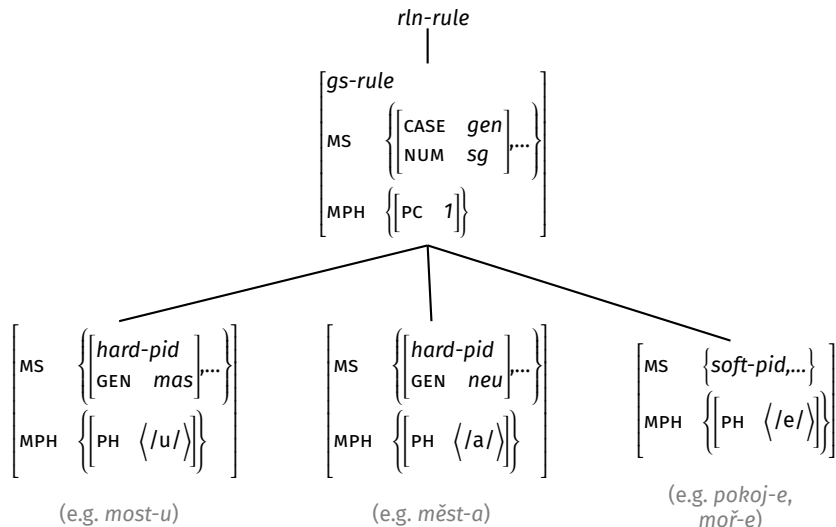 rln-rule
gs-rule
MS {[CASE gen
NUM sg],...}
MPH {[PC 1]}
MS {[hard-pid
GEN mas],...}
MPH {[PH ⟨/u/⟩]}
(e.g. most-u)
MS {[hard-pid
GEN neu],...}
MPH {[PH ⟨/a/⟩]}
(e.g. měst-a)
MS {soft-pid,...}
MPH {[PH ⟨/e/⟩]}
(e.g. pokoj-e,
moř-e)